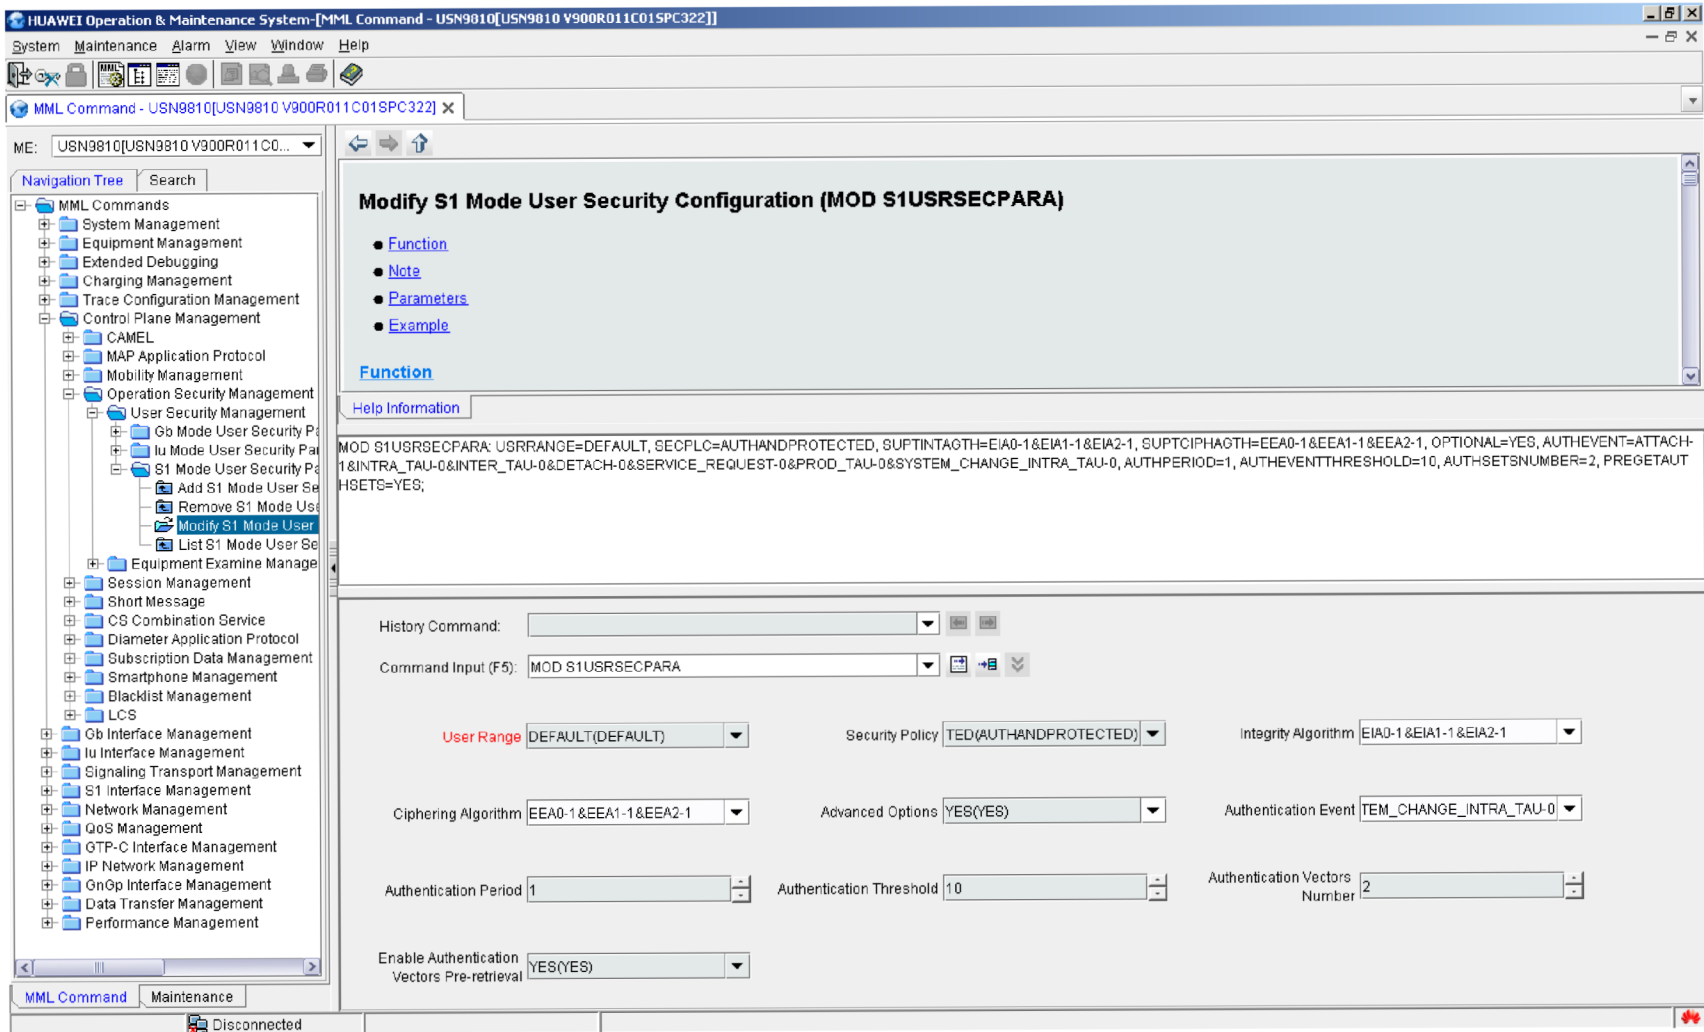 HUAWEI Operation & Maintenance System-[MML Command - USN9810[USN9810 V900R011C01SPC322]]
System Maintenance Alarm View Window Help
MML Command - USN9810[USN9810 V900R011C01SPC322]
ME: USN9810[USN9810 V900R011C0...
Navigation Tree Search
MML Commands
System Management
Equipment Management
Extended Debugging
Charging Management
Trace Configuration Management
Control Plane Management
CAMEL
MAP Application Protocol
Mobility Management
Operation Security Management
User Security Management
Gb Mode User Security Pa
Iu Mode User Security Par
S1 Mode User Security Pa
Add S1 Mode User Se
Remove S1 Mode Use
Modify S1 Mode User
List S1 Mode User Se
Equipment Examine Manage
Session Management
Short Message
CS Combination Service
Diameter Application Protocol
Subscription Data Management
Smartphone Management
Blacklist Management
LCS
Gb Interface Management
Iu Interface Management
Signaling Transport Management
S1 Interface Management
Network Management
QoS Management
GTP-C Interface Management
IP Network Management
GnGp Interface Management
Data Transfer Management
Performance Management
MML Command Maintenance
Modify S1 Mode User Security Configuration (MOD S1USRSECPARA)
Function
Note
Parameters
Example
Function
Help Information
MOD S1USRSECPARA: USRRANGE=DEFAULT, SECPLC=AUTHANDPROTECTED, SUPTINTAGTH=EIA0-1&EIA1-1&EIA2-1, SUPTCIPHAGTH=EEA0-1&EEA1-1&EEA2-1, OPTIONAL=YES, AUTHEVENT=ATTACH-
1&INTRA_TAU-0&INTER_TAU-0&DETACH-0&SERVICE_REQUEST-0&PROD_TAU-0&SYSTEM_CHANGE_INTRA_TAU-0, AUTHPERIOD=1, AUTHEVENTTHRESHOLD=10, AUTHSETSNUMBER=2, PREGETAUT
HSETS=YES;
History Command:
Command Input (F5): MOD S1USRSECPARA
User Range DEFAULT(DEFAULT) Security Policy TED(AUTHANDPROTECTED) Integrity Algorithm EIA0-1&EIA1-1&EIA2-1
Ciphering Algorithm EEA0-1&EEA1-1&EEA2-1 Advanced Options YES(YES) Authentication Event TEM_CHANGE_INTRA_TAU-0
Authentication Period 1 Authentication Threshold 10 Authentication Vectors
Number 2
Enable Authentication
Vectors Pre-retrieval YES(YES)
Disconnected